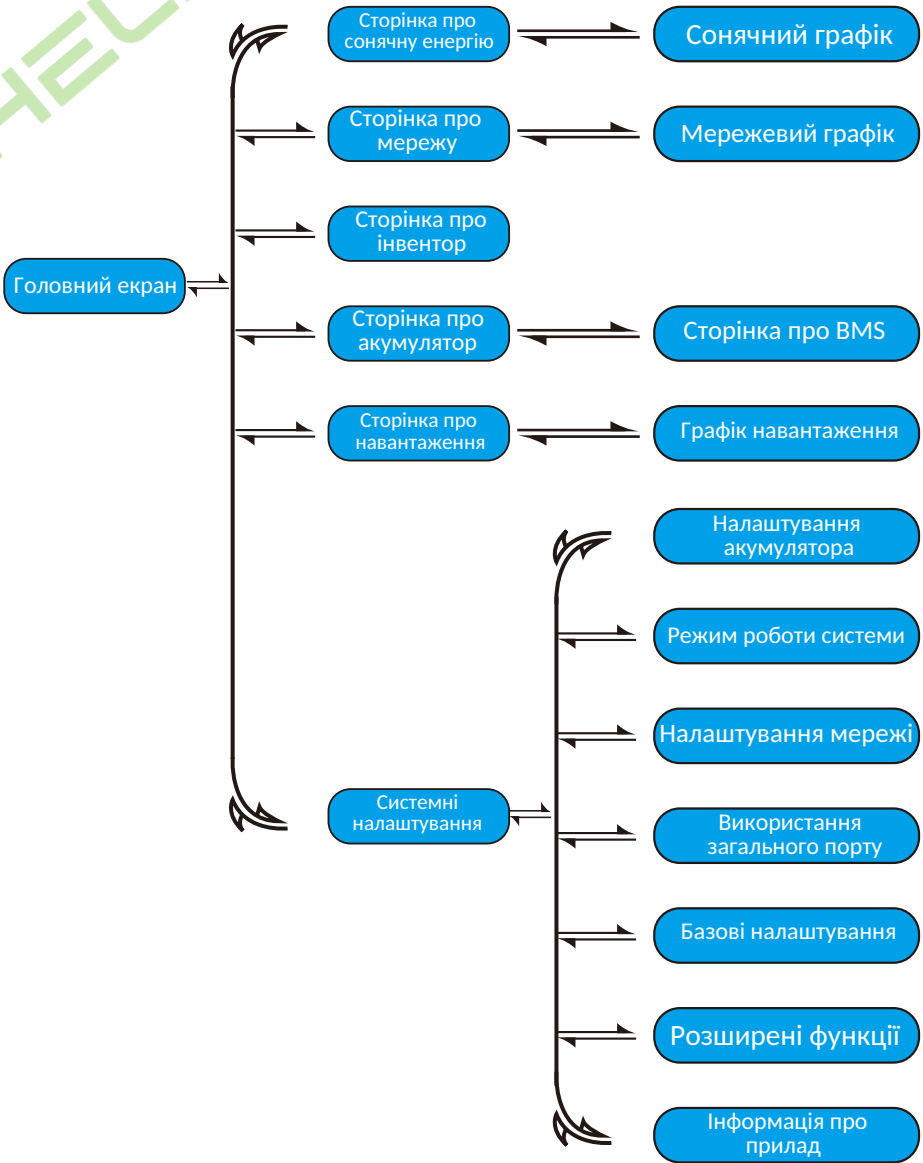 Сторінка про
сонячну енергію
Сонячний графік
Сторінка про
мережу
Мережевий графік
Сторінка про
інвентор
Головний екран
Сторінка про
акумулятор
Сторінка про BMS
Сторінка про
навантаження
Графік навантаження
Налаштування
акумулятора
Режим роботи системи
Налаштування мережі
Системні
налаштування
Використання
загального порту
Базові налаштування
Розширені функції
Інформація про
прилад